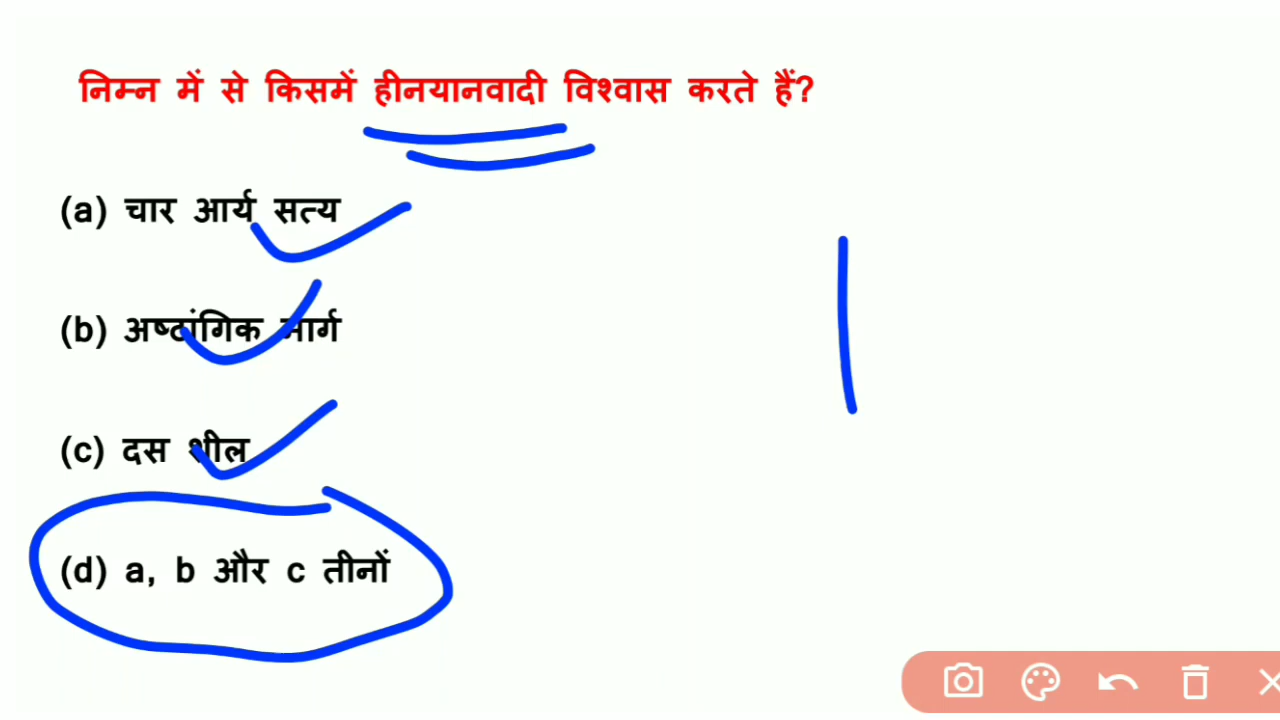 निम्न में से किसमें हीनयानवादी विश्वास करते हैं?
(a) चार आर्य सत्य
(b) अष्ठांगिक मार्ग
(c) दस शील
(d) a, b और c तीनों